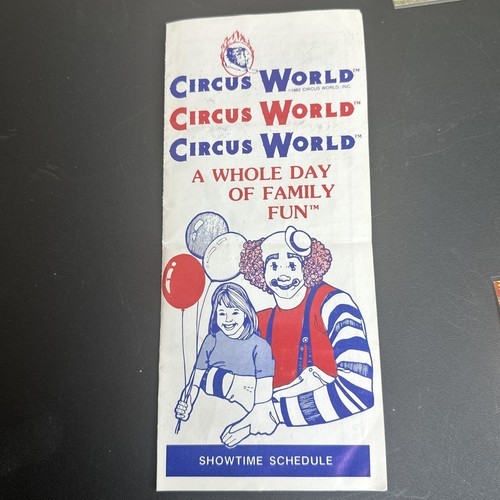 CIRCUS WORLD™
©1982 CIRCUS WORLD, INC.
CIRCUS WORLD™
CIRCUS WORLD™
A WHOLE DAY
OF FAMILY
FUN™
SHOWTIME SCHEDULE